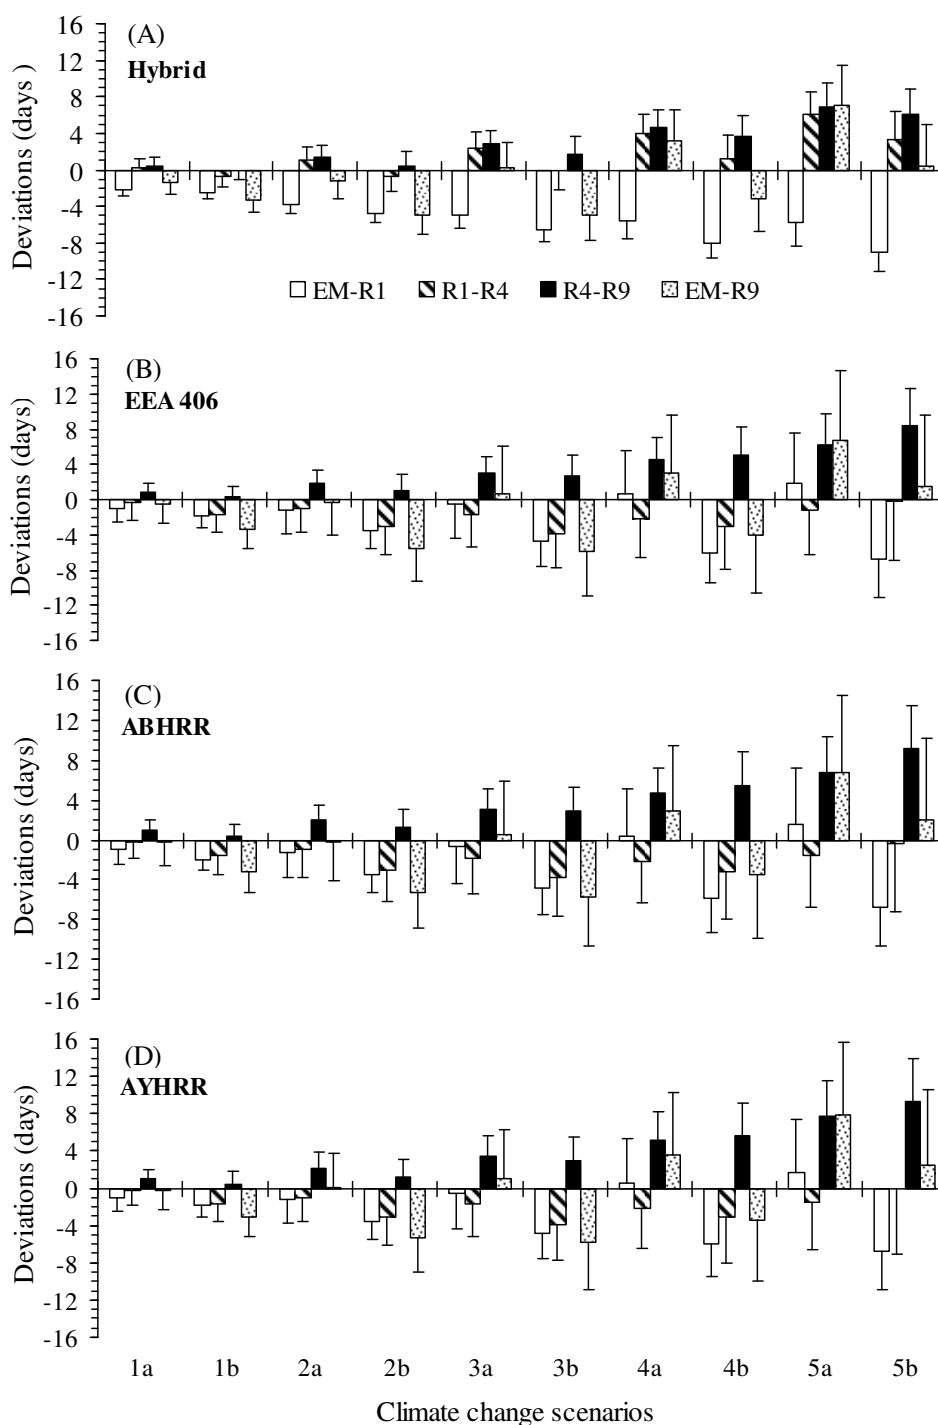 (A)
Hybrid
16
12
8
4
0
-4
-8
-12
-16
Deviations (days )
EM-R1 R1-R4 R4-R9 EM-R9
(B)
EEA 406
16
12
8
4
0
-4
-8
-12
-16
Deviations (days)
(C)
ABHRR
16
12
8
4
0
-4
-8
-12
-16
Deviations (days)
(D)
AYHRR
16
12
8
4
0
-4
-8
-12
-16
Deviations (days)
1a 1b 2a 2b 3a 3b 4a 4b 5a 5b
Climate change scenarios